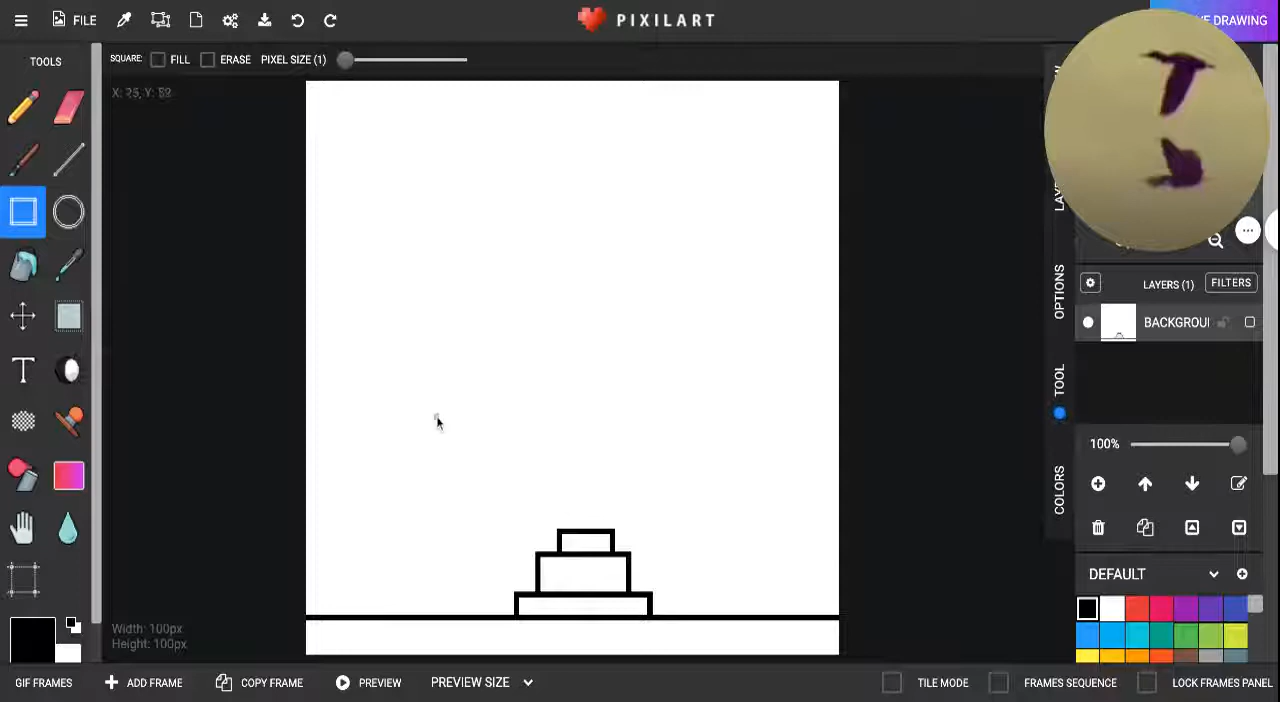 FILE
PIXILART
VE DRAWING
TOOLS
SQUARE:
FILL
ERASE
PIXEL SIZE (1)
OPTIONS
TOOL
COLORS
LAYERS (1)
FILTERS
BACKGROU
100%
DEFAULT
Width: 100px
Height: 100px
GIF FRAMES
ADD FRAME
COPY FRAME
PREVIEW
PREVIEW SIZE
TILE MODE
FRAMES SEQUENCE
LOCK FRAMES PANEL